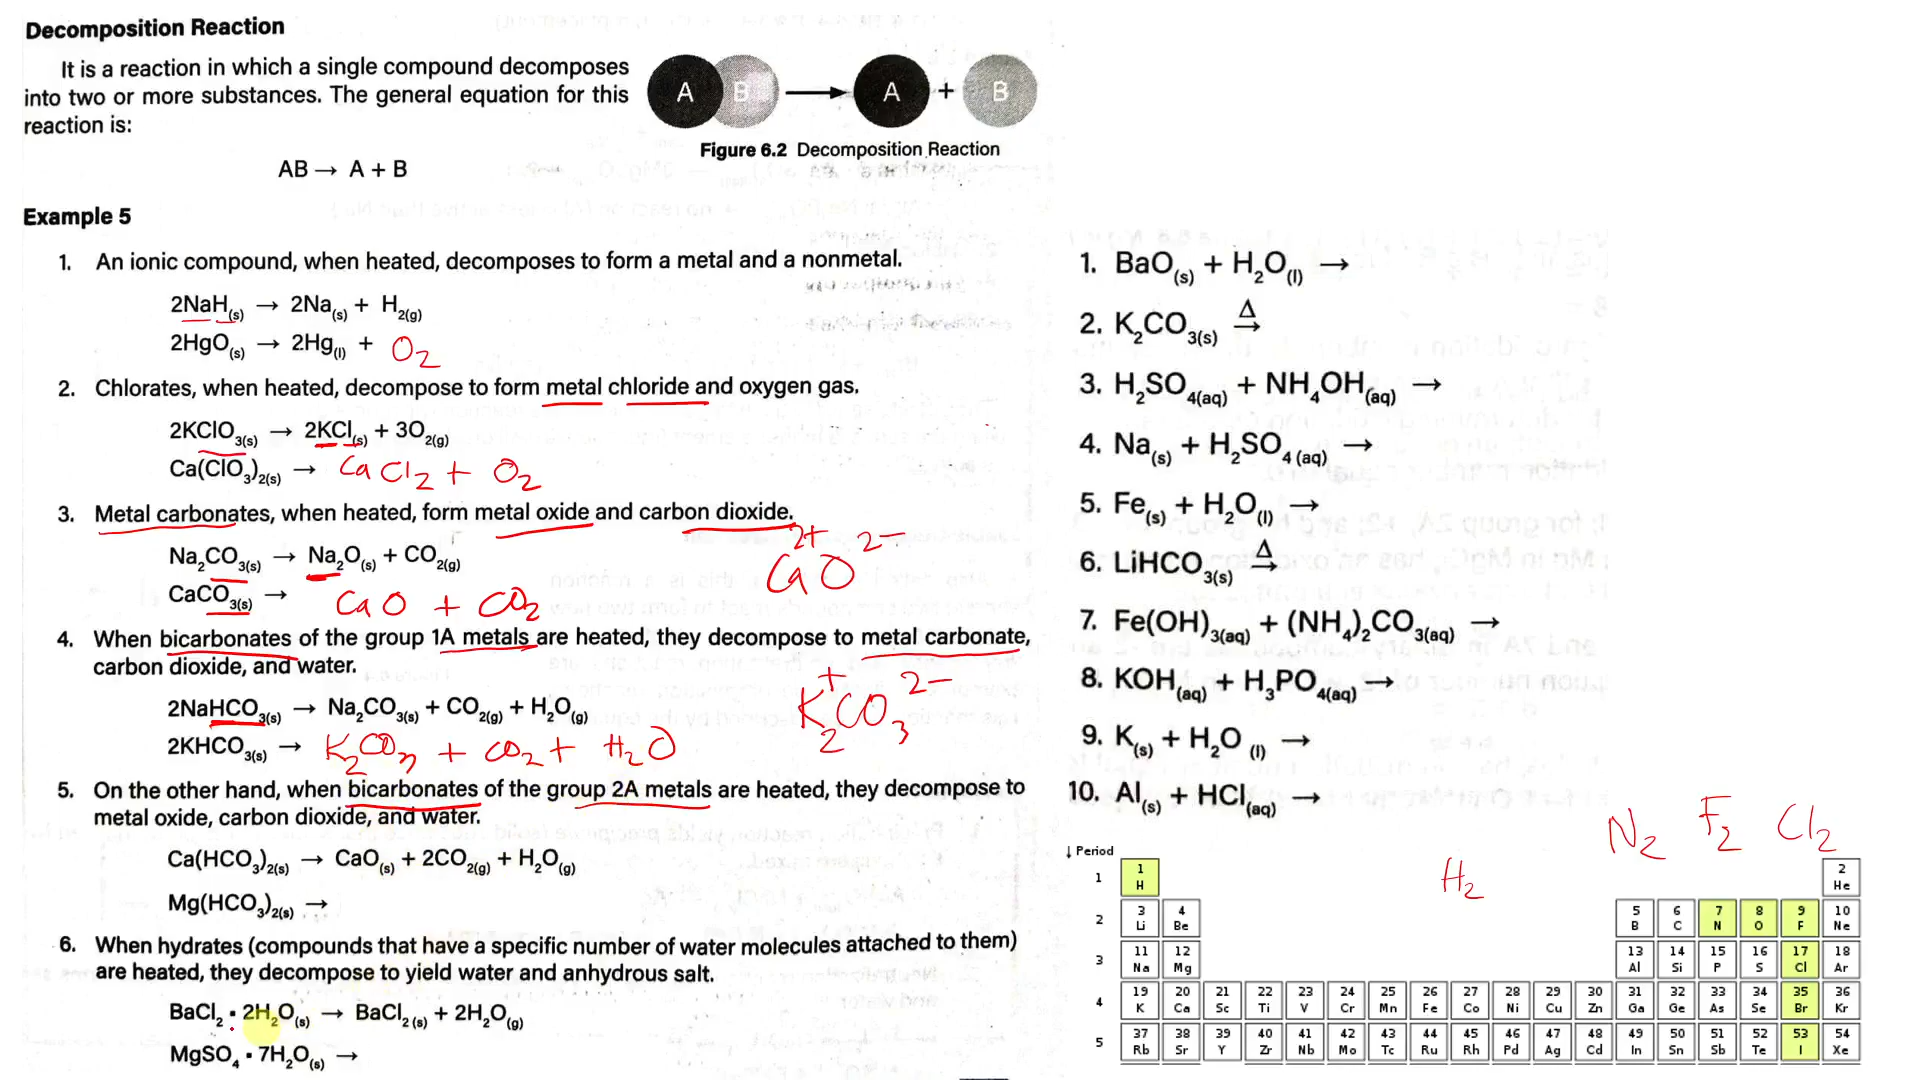 Decomposition Reaction
It is a reaction in which a single compound decomposes
into two or more substances. The general equation for this
reaction is:
AB → A + B
A B → A + B
Figure 6.2 Decomposition Reaction
Example 5
1. An ionic compound, when heated, decomposes to form a metal and a nonmetal.
2NaH(s) → 2Na(s) + H2(g)
2HgO(s) → 2Hg(l) + O2
2. Chlorates, when heated, decompose to form metal chloride and oxygen gas.
2KClO3(s) → 2KCl(s) + 3O2(g)
Ca(ClO3)2(s) → CaCl2 + O2
3. Metal carbonates, when heated, form metal oxide and carbon dioxide.
2+ 2-
CaO
Na2CO3(s) → Na2O(s) + CO2(g)
CaCO3(s) → CaO + CO2
4. When bicarbonates of the group 1A metals are heated, they decompose to metal carbonate,
carbon dioxide, and water.
+ 2-
K2CO3
2NaHCO3(s) → Na2CO3(s) + CO2(g) + H2O(g)
2KHCO3(s) → K2CO3 + CO2 + H2O
5. On the other hand, when bicarbonates of the group 2A metals are heated, they decompose to
metal oxide, carbon dioxide, and water.
Ca(HCO3)2(s) → CaO(s) + 2CO2(g) + H2O(g)
Mg(HCO3)2(s) →
6. When hydrates (compounds that have a specific number of water molecules attached to them)
are heated, they decompose to yield water and anhydrous salt.
BaCl2 · 2H2O(s) → BaCl2(s) + 2H2O(g)
MgSO4 · 7H2O(s) →
1. BaO(s) + H2O(l) →
2. K2CO3(s) Δ→
3. H2SO4(aq) + NH4OH(aq) →
4. Na(s) + H2SO4(aq) →
5. Fe(s) + H2O(l) →
6. LiHCO3(s) Δ→
7. Fe(OH)3(aq) + (NH4)2CO3(aq) →
8. KOH(aq) + H3PO4(aq) →
9. K(s) + H2O(l) →
10. Al(s) + HCl(aq) →
N2 F2 Cl2
H2
↓ Period
1 1 2
H He
2 3 4 5 6 7 8 9 10
Li Be B C N O F Ne
3 11 12 13 14 15 16 17 18
Na Mg Al Si P S Cl Ar
4 19 20 21 22 23 24 25 26 27 28 29 30 31 32 33 34 35 36
K Ca Sc Ti V Cr Mn Fe Co Ni Cu Zn Ga Ge As Se Br Kr
5 37 38 39 40 41 42 43 44 45 46 47 48 49 50 51 52 53 54
Rb Sr Y Zr Nb Mo Tc Ru Rh Pd Ag Cd In Sn Sb Te I Xe